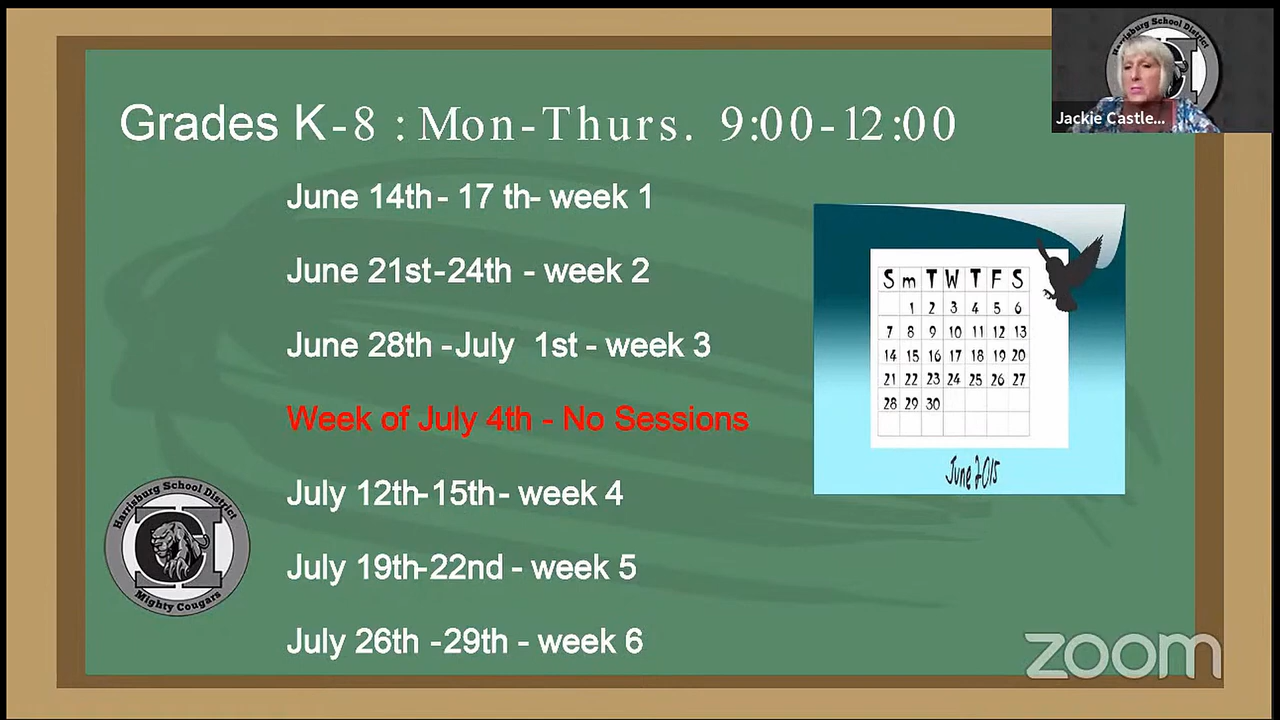 Grades K-8 : Mon-Thurs. 9:00-12:00
June 14th- 17 th- week 1
June 21st-24th - week 2
June 28th -July 1st - week 3
Week of July 4th - No Sessions
July 12th-15th- week 4
July 19th-22nd - week 5
July 26th -29th - week 6
S m T W T F S
1 2 3 4 5 6
7 8 9 10 11 12 13
14 15 16 17 18 19 20
21 22 23 24 25 26 27
28 29 30
June 2015
Harrisburg School District
Mighty Cougars
Harrisburg School District
Jackie Castle...
zoom